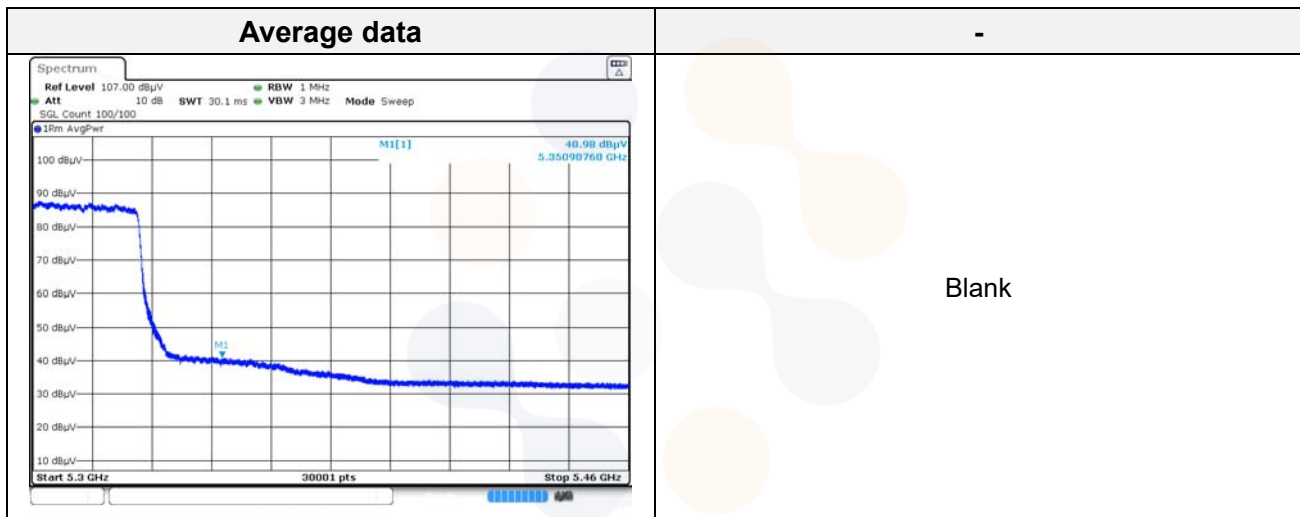 Average data
-
Spectrum
Ref Level 107.00 dBµV RBW 1 MHz
Att 10 dB SWT 30.1 ms VBW 3 MHz Mode Sweep
SGL Count 100/100
1Rm AvgPwr
M1[1] 40.98 dBµV
5.35090760 GHz
100 dBµV
90 dBµV
80 dBµV
70 dBµV
60 dBµV
50 dBµV
M1
40 dBµV
30 dBµV
20 dBµV
10 dBµV
Start 5.3 GHz 30001 pts Stop 5.46 GHz
Blank